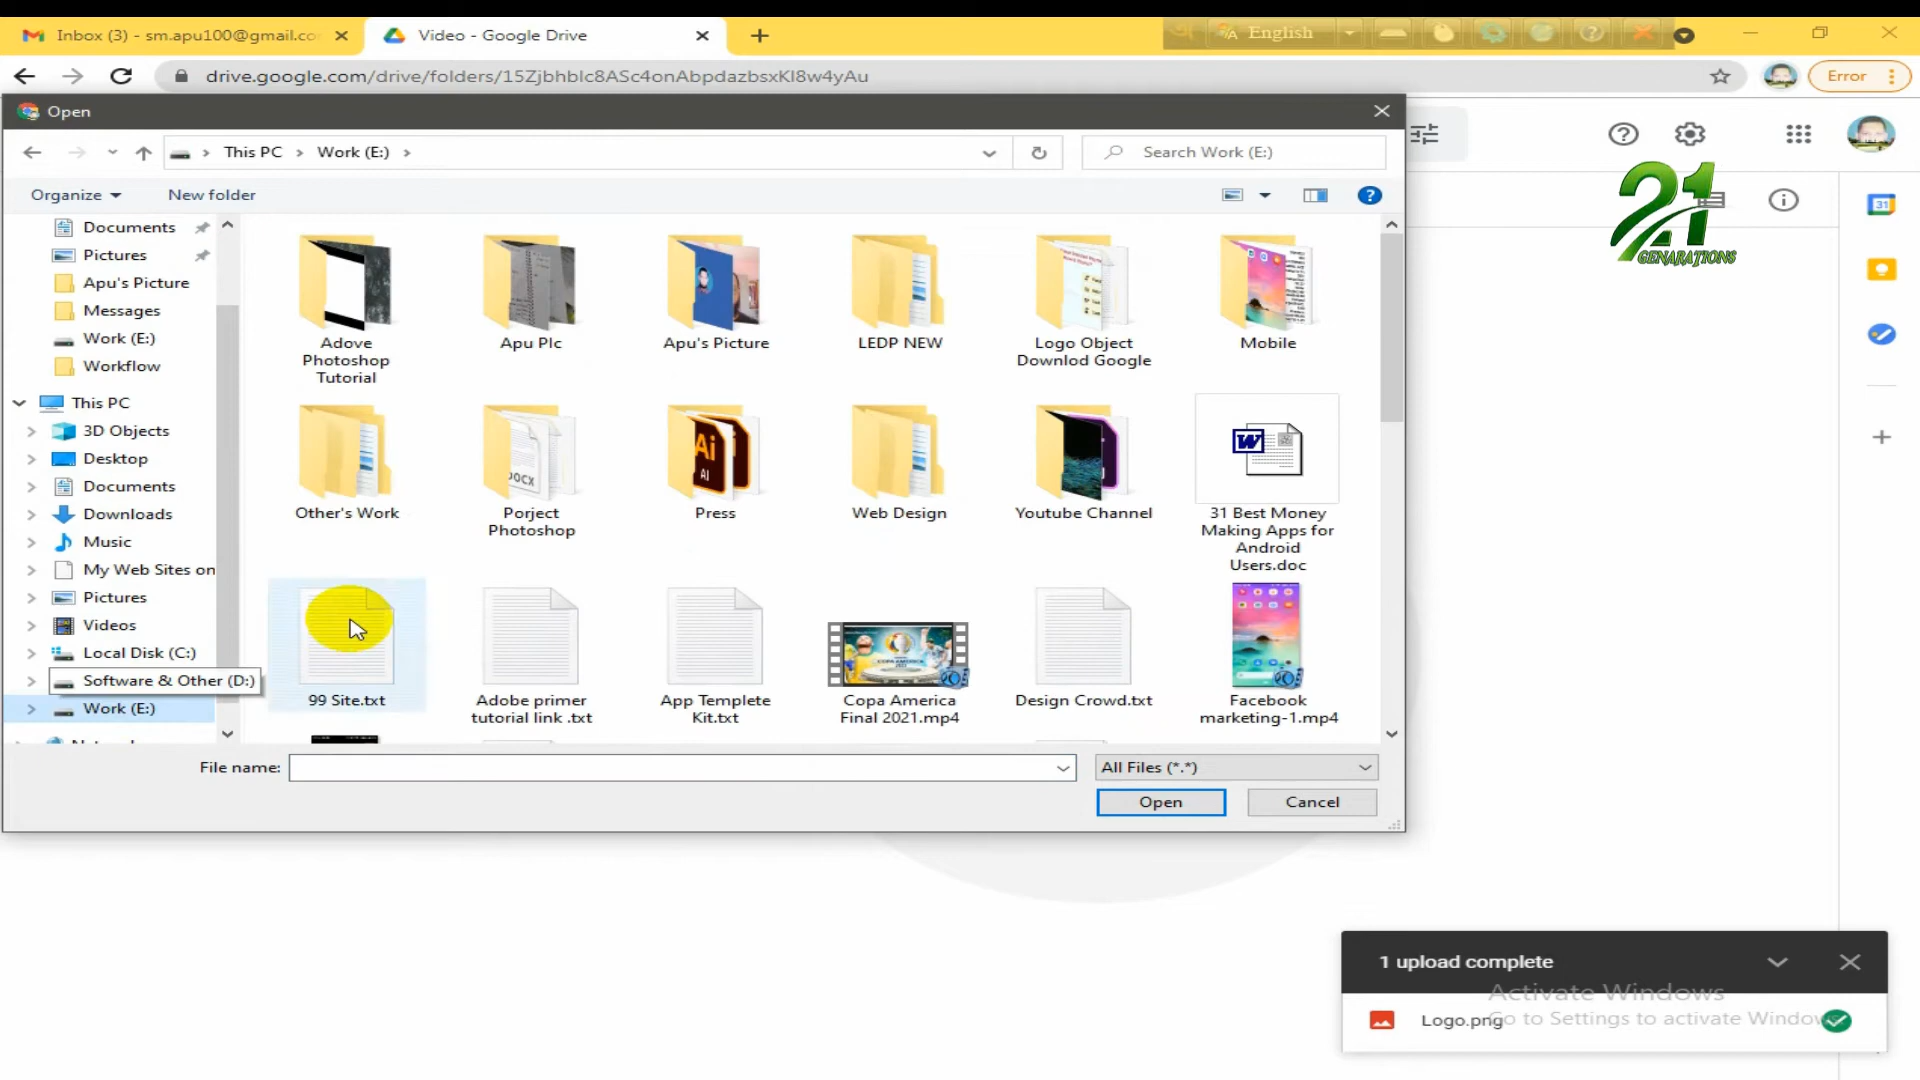 Inbox (3) - sm.apu100@gmail.co
Video - Google Drive
English
drive.google.com/drive/folders/15Zjbhblc8ASc4onAbpdazbsxKl8w4yAu
Error
Open
This PC
Work (E:)
Search Work (E:)
Organize
New folder
21
GENARATIONS
31
Documents
Pictures
Apu's Picture
Messages
Work (E:)
Workflow
This PC
3D Objects
Desktop
Documents
Downloads
Music
My Web Sites on
Pictures
Videos
Local Disk (C:)
Software & Other (D:)
Work (E:)
Adove
Photoshop
Tutorial
Apu Plc
Apu's Picture
LEDP NEW
Logo Object
Downlod Google
Mobile
Other's Work
DOCX
Porject
Photoshop
Ai
AI
Press
Web Design
Youtube Channel
W
31 Best Money
Making Apps for
Android
Users.doc
99 Site.txt
Adobe primer
tutorial link .txt
App Templete
Kit.txt
Copa America
Final 2021.mp4
Design Crowd.txt
Facebook
marketing-1.mp4
File name:
All Files (*.*)
Open
Cancel
1 upload complete
Activate Windows
Logo.png
Go to Settings to activate Window